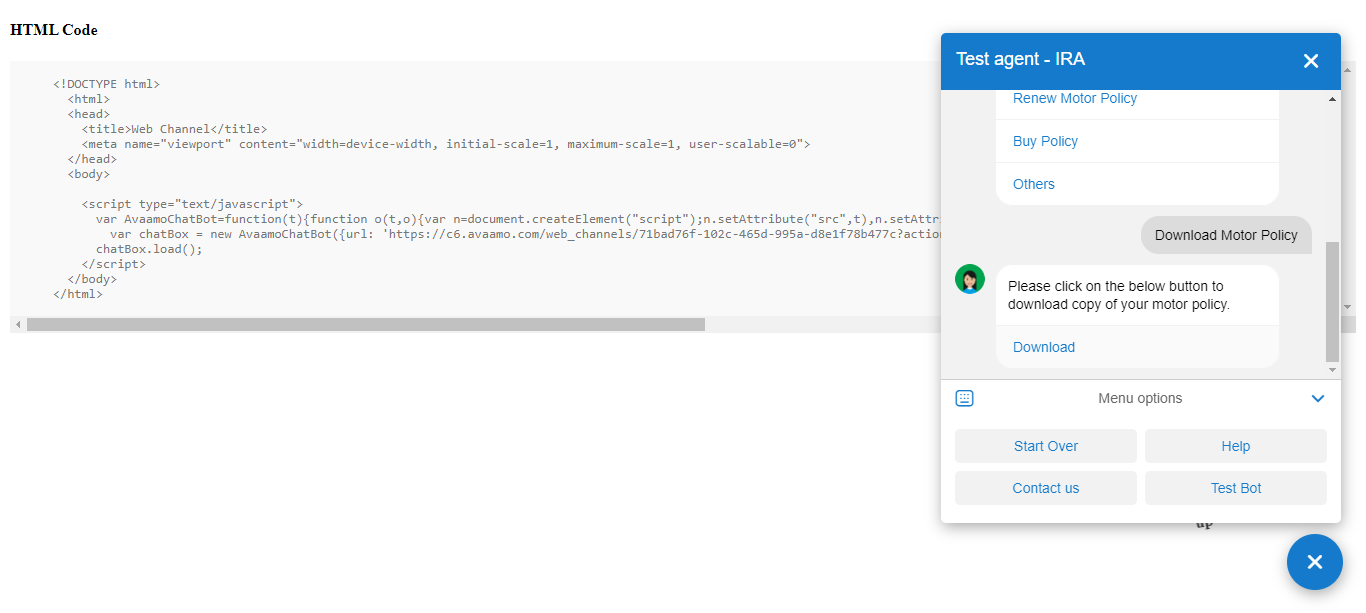 HTML Code
<!DOCTYPE html>
<html>
<head>
<title>Web Channel</title>
<meta name="viewport" content="width=device-width, initial-scale=1, maximum-scale=1, user-scalable=0">
</head>
<body>
<script type="text/javascript">
var AvaamoChatBot=function(t){function o(t,o){var n=document.createElement("script");n.setAttribute("src",t),n.setAttri
var chatBox = new AvaamoChatBot({url: 'https://c6.avaamo.com/web_channels/71bad76f-102c-465d-995a-d8e1f78b477c?action
chatBox.load();
</script>
</body>
</html>
Test agent - IRA
Renew Motor Policy
Buy Policy
Others
Download Motor Policy
Please click on the below button to
download copy of your motor policy.
Download
Menu options
Start Over
Help
Contact us
Test Bot
up